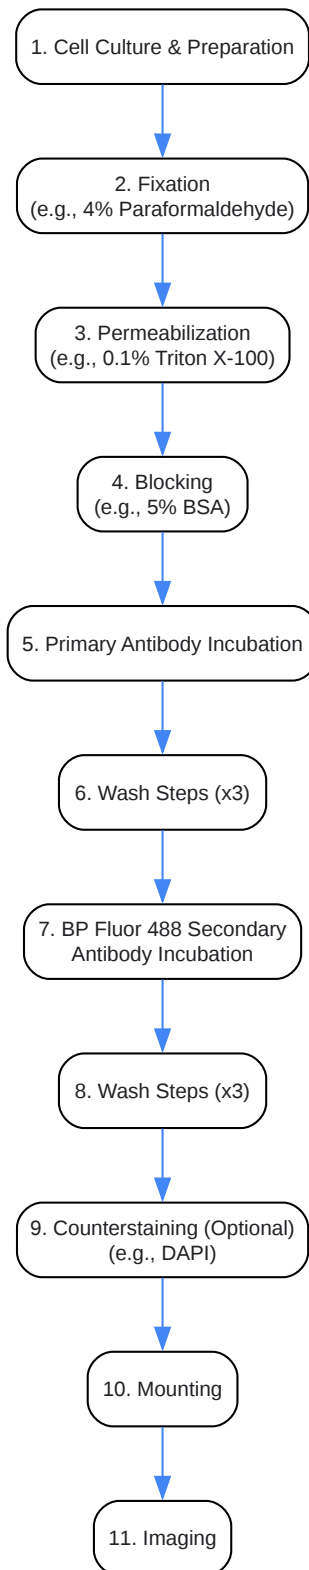 1. Cell Culture & Preparation
2. Fixation
(e.g., 4% Paraformaldehyde)
3. Permeabilization
(e.g., 0.1% Triton X-100)
4. Blocking
(e.g., 5% BSA)
5. Primary Antibody Incubation
6. Wash Steps (x3)
7. BP Fluor 488 Secondary
Antibody Incubation
8. Wash Steps (x3)
9. Counterstaining (Optional)
(e.g., DAPI)
10. Mounting
11. Imaging